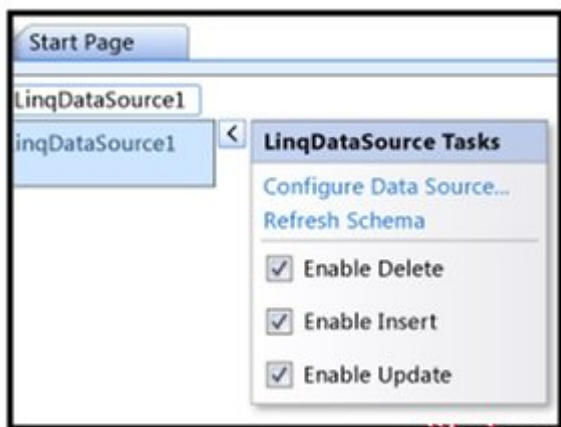 Start Page
LinqDataSource1
inqDataSource1
<
LinqDataSource Tasks
Configure Data Source...
Refresh Schema
Enable Delete
Enable Insert
Enable Update